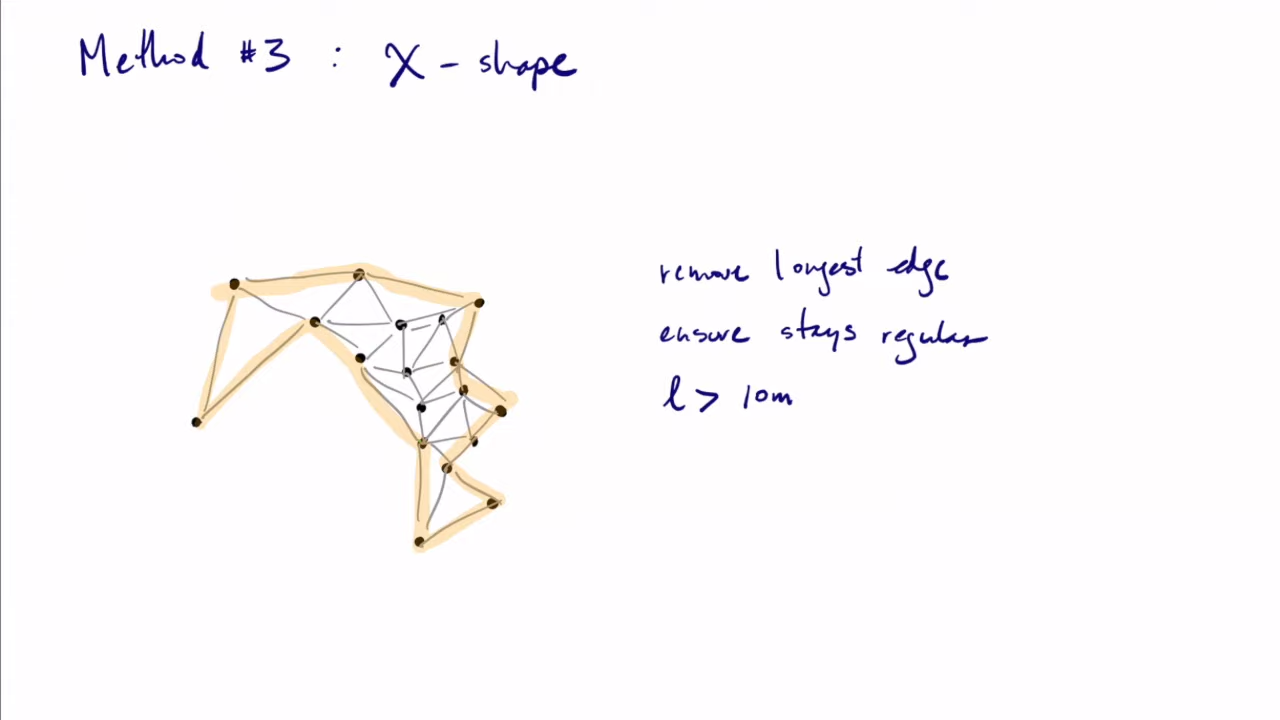 Method #3 : X - shape
remove longest edge
ensure stays regular
l > 10m